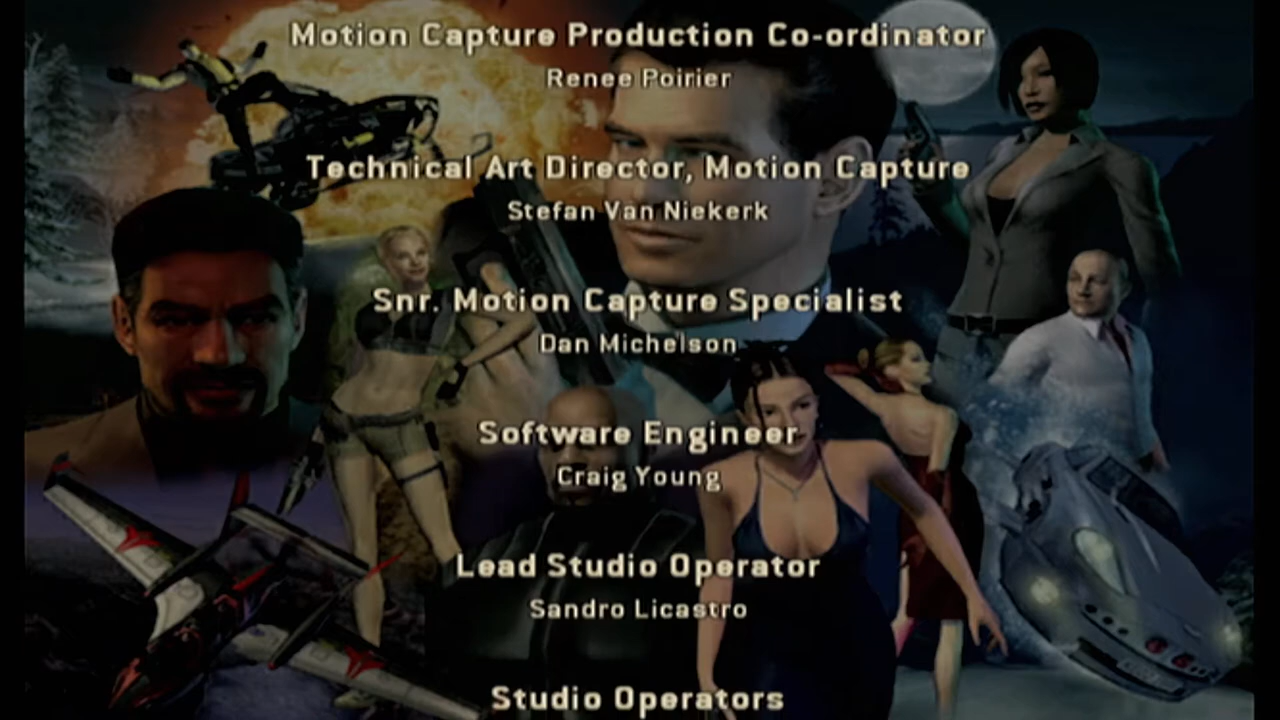 Motion Capture Production Co-ordinator
Renee Poirier
Technical Art Director, Motion Capture
Stefan Van Niekerk
Snr. Motion Capture Specialist
Dan Michelson
Software Engineer
Craig Young
Lead Studio Operator
Sandro Licastro
Studio Operators